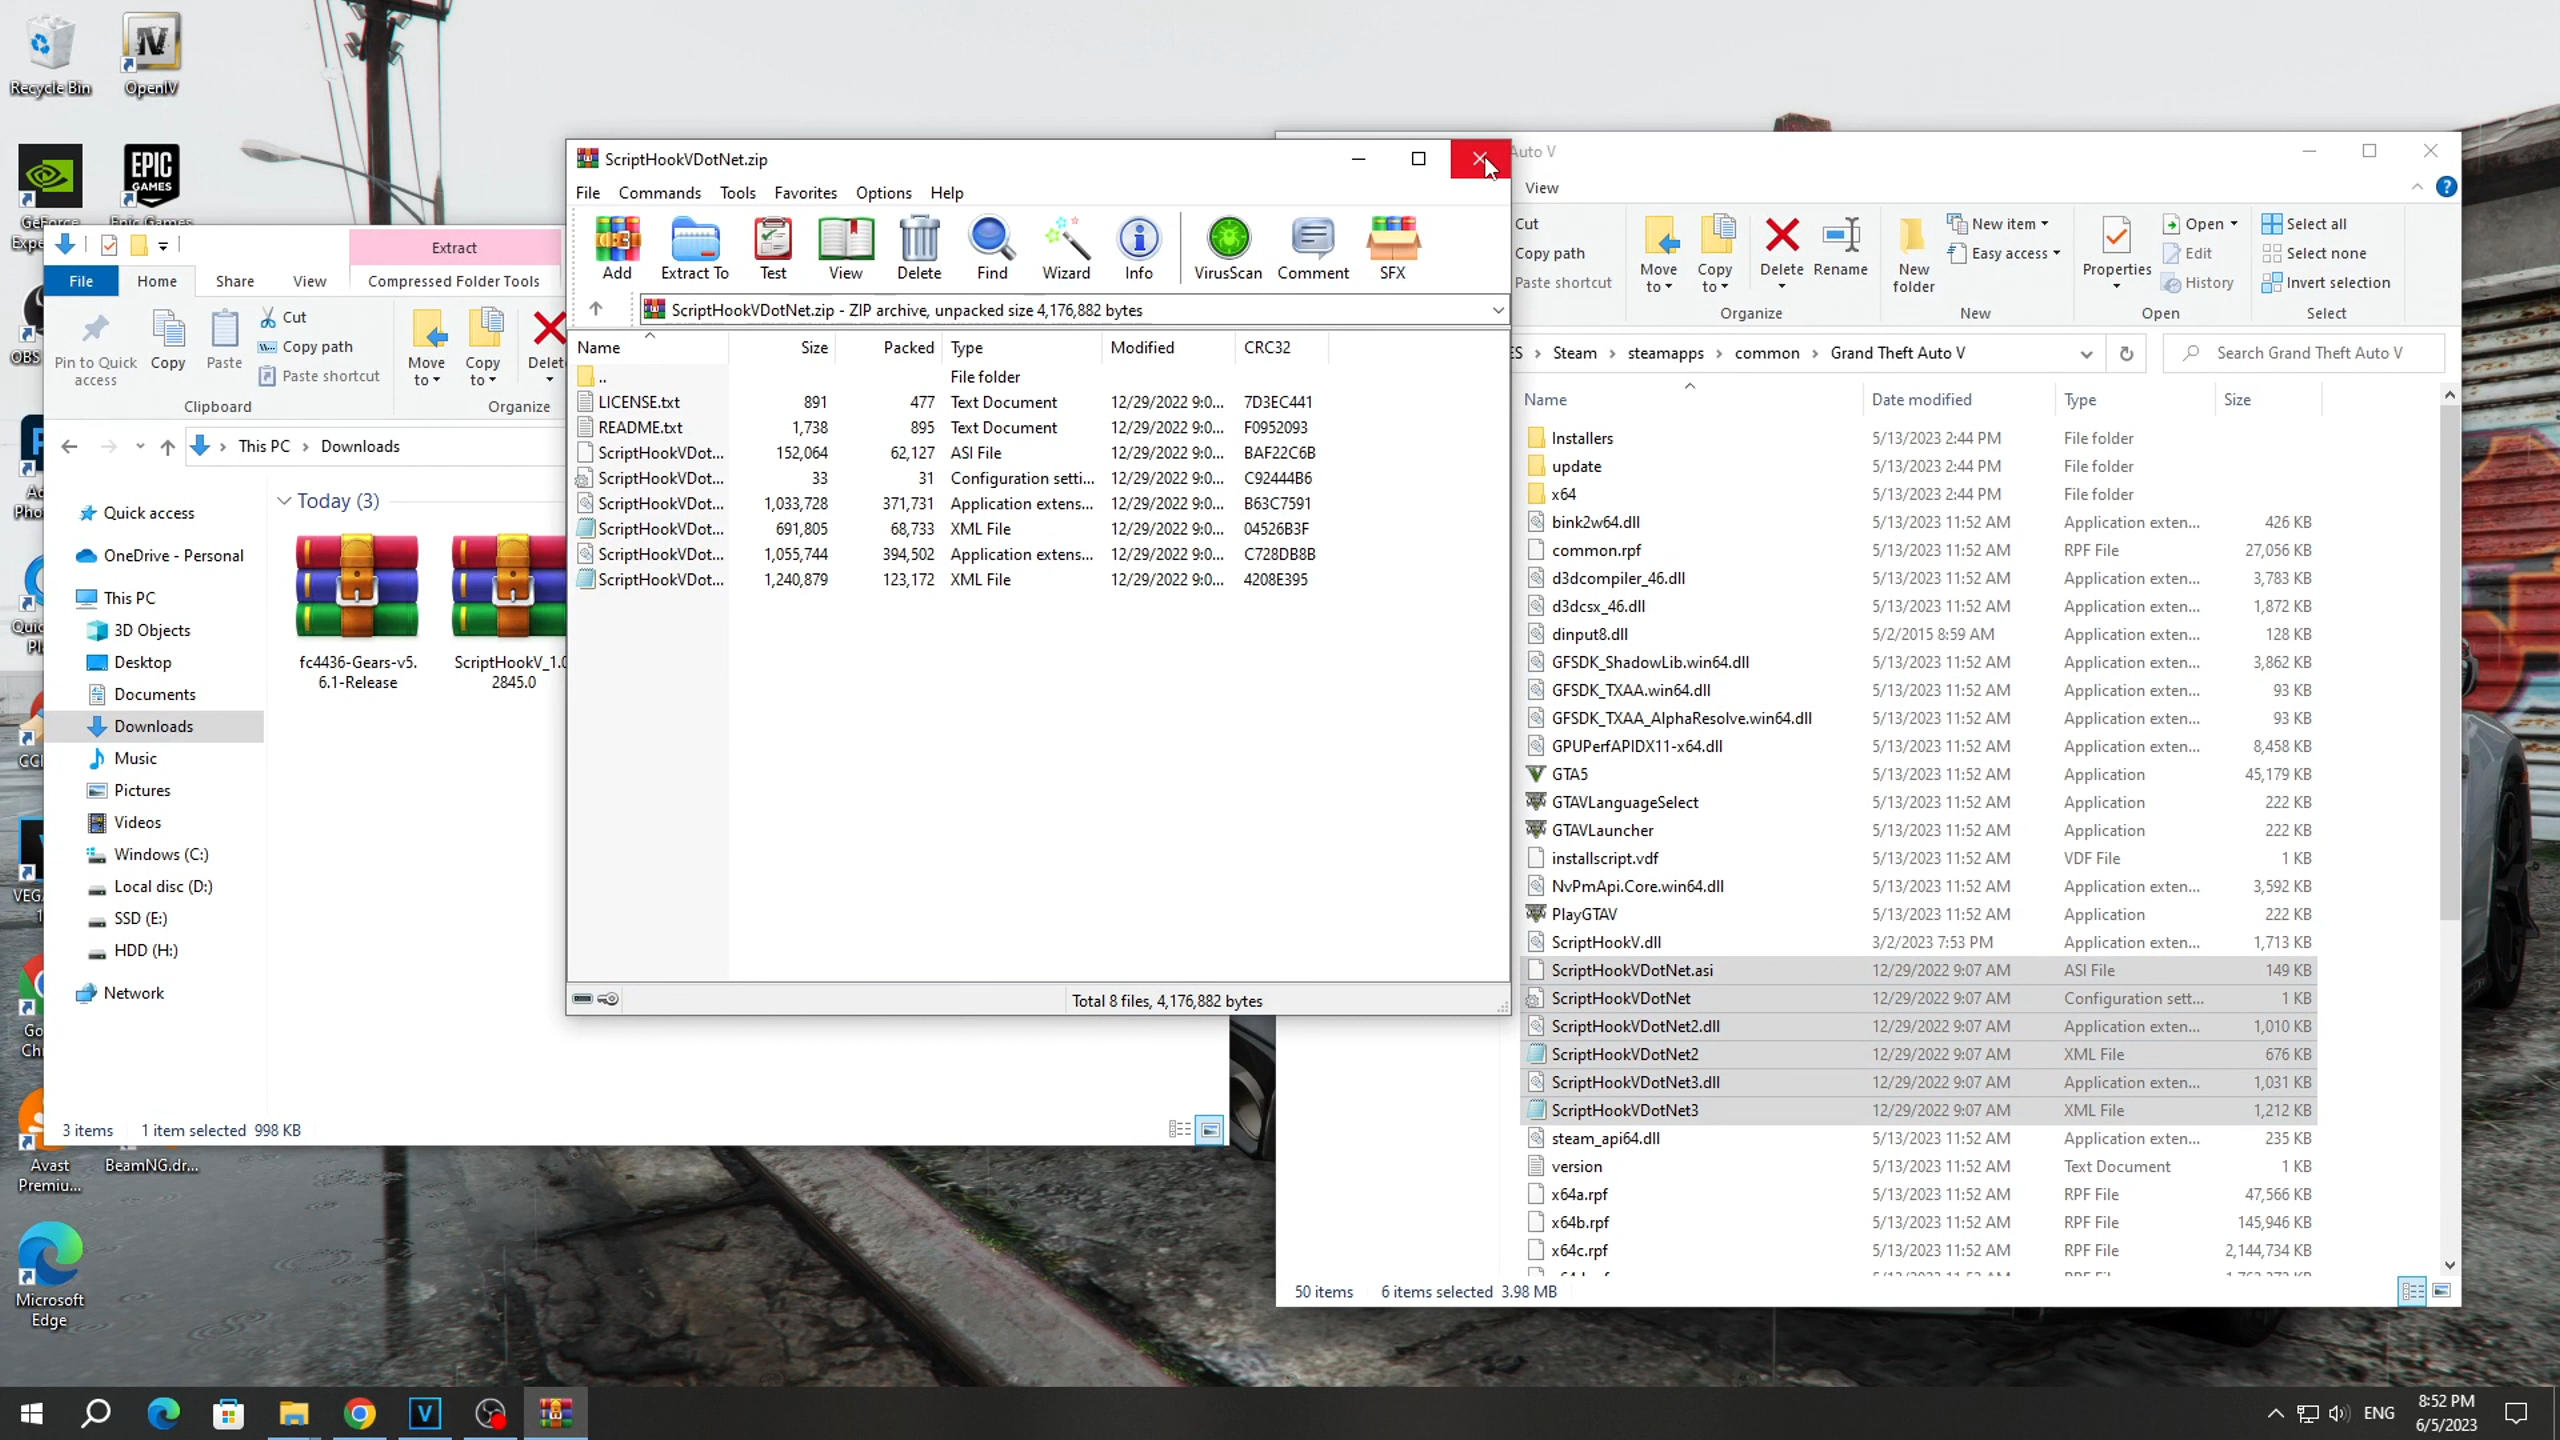 Recycle Bin
OpenIV
GeForce
Expe
Epic Games
EPIC
GAMES
OBS
Quic
Pl
VEGA
1
Go
Chr
Avast
Premiu...
BeamNG.dr...
Microsoft
Edge
Extract
File
Home
Share
View
Compressed Folder Tools
Pin to Quick
access
Copy
Paste
Cut
Copy path
Paste shortcut
Move
to
Copy
to
Delet
Clipboard
Organize
This PC
Downloads
Quick access
OneDrive - Personal
This PC
3D Objects
Desktop
Documents
Downloads
Music
Pictures
Videos
Windows (C:)
Local disc (D:)
SSD (E:)
HDD (H:)
Network
Today (3)
fc4436-Gears-v5.
6.1-Release
ScriptHookV_1.0
2845.0
3 items 1 item selected 998 KB
ScriptHookVDotNet.zip
File Commands Tools Favorites Options Help
Add Extract To Test View Delete Find Wizard Info VirusScan Comment SFX
ScriptHookVDotNet.zip - ZIP archive, unpacked size 4,176,882 bytes
Name Size Packed Type Modified CRC32
.. File folder
LICENSE.txt 891 477 Text Document 12/29/2022 9:0... 7D3EC441
README.txt 1,738 895 Text Document 12/29/2022 9:0... F0952093
ScriptHookVDot... 152,064 62,127 ASI File 12/29/2022 9:0... BAF22C6B
ScriptHookVDot... 33 31 Configuration setti... 12/29/2022 9:0... C92444B6
ScriptHookVDot... 1,033,728 371,731 Application extens... 12/29/2022 9:0... B63C7591
ScriptHookVDot... 691,805 68,733 XML File 12/29/2022 9:0... 04526B3F
ScriptHookVDot... 1,055,744 394,502 Application extens... 12/29/2022 9:0... C728DB8B
ScriptHookVDot... 1,240,879 123,172 XML File 12/29/2022 9:0... 4208E395
Total 8 files, 4,176,882 bytes
Auto V
View
Cut
Copy path
Paste shortcut
Move
to
Copy
to
Delete
Rename
New
folder
New item
Easy access
Properties
Open
Edit
History
Select all
Select none
Invert selection
Organize New Open Select
ES Steam steamapps common Grand Theft Auto V
Search Grand Theft Auto V
Name Date modified Type Size
Installers 5/13/2023 2:44 PM File folder
update 5/13/2023 2:44 PM File folder
x64 5/13/2023 2:44 PM File folder
bink2w64.dll 5/13/2023 11:52 AM Application exten... 426 KB
common.rpf 5/13/2023 11:52 AM RPF File 27,056 KB
d3dcompiler_46.dll 5/13/2023 11:52 AM Application exten... 3,783 KB
d3dcsx_46.dll 5/13/2023 11:52 AM Application exten... 1,872 KB
dinput8.dll 5/2/2015 8:59 AM Application exten... 128 KB
GFSDK_ShadowLib.win64.dll 5/13/2023 11:52 AM Application exten... 3,862 KB
GFSDK_TXAA.win64.dll 5/13/2023 11:52 AM Application exten... 93 KB
GFSDK_TXAA_AlphaResolve.win64.dll 5/13/2023 11:52 AM Application exten... 93 KB
GPUPerfAPIDX11-x64.dll 5/13/2023 11:52 AM Application exten... 8,458 KB
GTA5 5/13/2023 11:52 AM Application 45,179 KB
GTAVLanguageSelect 5/13/2023 11:52 AM Application 222 KB
GTAVLauncher 5/13/2023 11:52 AM Application 222 KB
installscript.vdf 5/13/2023 11:52 AM VDF File 1 KB
NvPmApi.Core.win64.dll 5/13/2023 11:52 AM Application exten... 3,592 KB
PlayGTAV 5/13/2023 11:52 AM Application 222 KB
ScriptHookV.dll 3/2/2023 7:53 PM Application exten... 1,713 KB
ScriptHookVDotNet.asi 12/29/2022 9:07 AM ASI File 149 KB
ScriptHookVDotNet 12/29/2022 9:07 AM Configuration sett... 1 KB
ScriptHookVDotNet2.dll 12/29/2022 9:07 AM Application exten... 1,010 KB
ScriptHookVDotNet2 12/29/2022 9:07 AM XML File 676 KB
ScriptHookVDotNet3.dll 12/29/2022 9:07 AM Application exten... 1,031 KB
ScriptHookVDotNet3 12/29/2022 9:07 AM XML File 1,212 KB
steam_api64.dll 5/13/2023 11:52 AM Application exten... 235 KB
version 5/13/2023 11:52 AM Text Document 1 KB
x64a.rpf 5/13/2023 11:52 AM RPF File 47,566 KB
x64b.rpf 5/13/2023 11:52 AM RPF File 145,946 KB
x64c.rpf 5/13/2023 11:52 AM RPF File 2,144,734 KB
50 items 6 items selected 3.98 MB
ENG
8:52 PM
6/5/2023